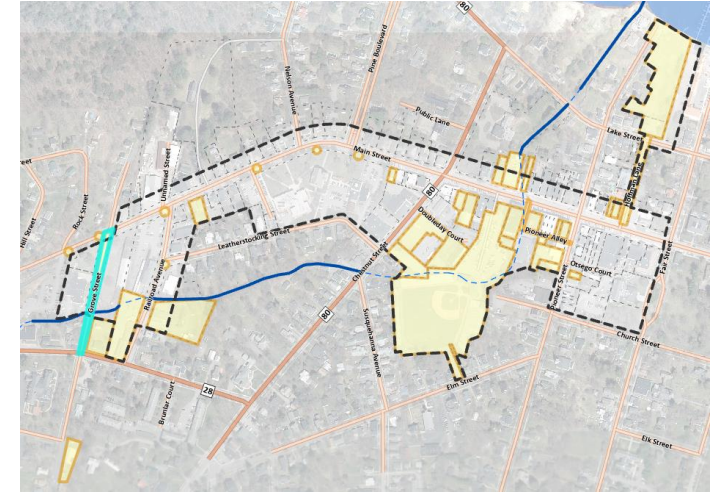 80
Pine Boulevard
Nelson Avenue
Public Lane
Lake Street
Main Street
Unnamed Street
reet
Rock Street
Hill Street
80
Doubleday Court
Pioneer Alley
Fair Street
Leatherstocking Street
Chestnut Street
Otsego Court
Pioneer Street
Grove Street
Railroad Avenue
80
Susquehanna Avenue
Church Street
Elm Street
28
Brunlar Court
Elk Street